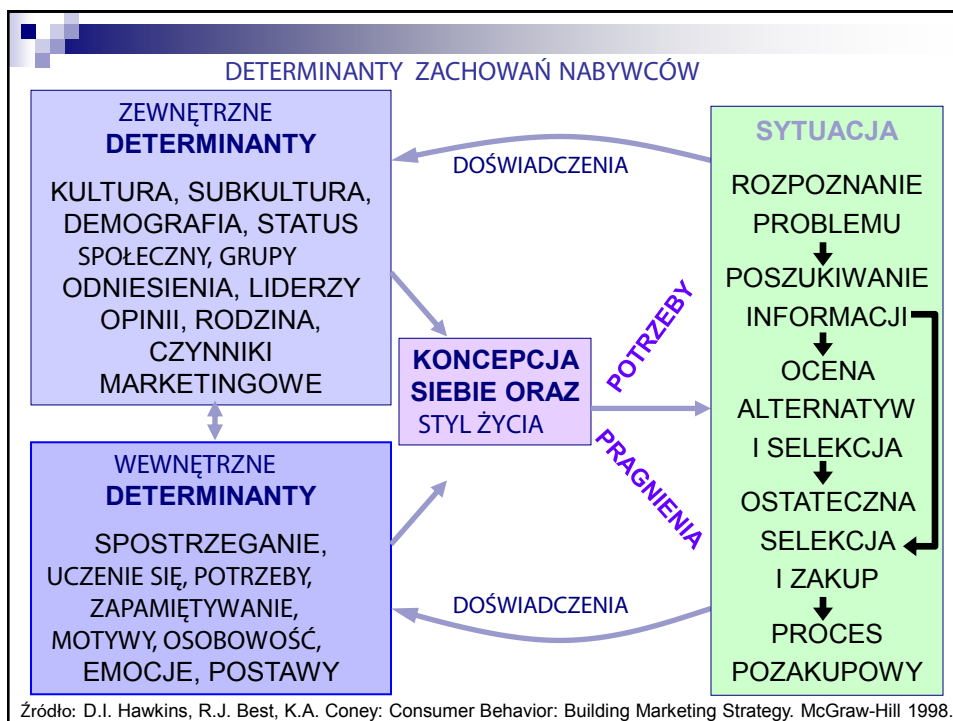 DETERMINANTY ZACHOWAŃ NABYWCÓW
ZEWNĘTRZNE
DETERMINANTY
KULTURA, SUBKULTURA,
DEMOGRAFIA, STATUS
SPOŁECZNY, GRUPY
ODNIESIENIA, LIDERZY
OPINII, RODZINA,
CZYNNIKI
MARKETINGOWE
WEWNĘTRZNE
DETERMINANTY
SPOSTRZEGANIE,
UCZENIE SIĘ, POTRZEBY,
ZAPAMIĘTYWANIE,
MOTYWY, OSOBOWOŚĆ,
EMOCJE, POSTAWY
DOŚWIADCZENIA
KONCEPCJA
SIEBIE ORAZ
STYL ŻYCIA
POTRZEBY
PRAGNIENIA
DOŚWIADCZENIA
SYTUACJA
ROZPOZNANIE
PROBLEMU
POSZUKIWANIE
INFORMACJI
OCENA
ALTERNATYW
I SELEKCJA
OSTATECZNA
SELEKCJA
I ZAKUP
PROCES
POZAKUPOWY
Źródło: D.I. Hawkins, R.J. Best, K.A. Coney: Consumer Behavior: Building Marketing Strategy. McGraw-Hill 1998.